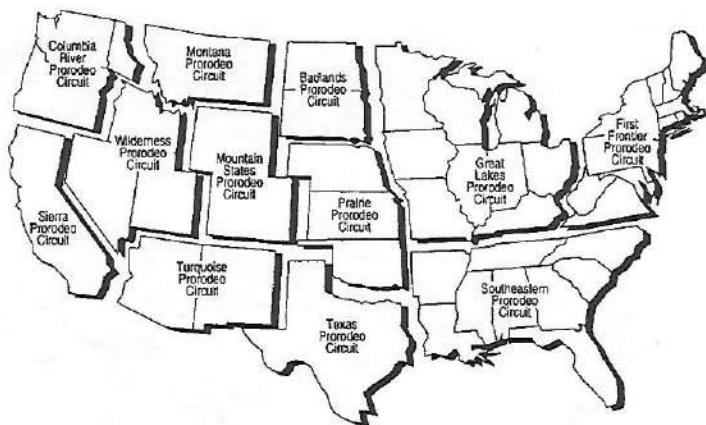 Columbia
River
Prorodeo
Circuit
Montana
Prorodeo
Circuit
Badlands
Prorodeo
Circuit
First
Frontier
Prorodeo
Circuit
Wilderness
Prorodeo
Circuit
Mountain
States
Prorodeo
Circuit
Great
Lakes
Prorodeo
Circuit
Prairie
Prorodeo
Circuit
Sierra
Prorodeo
Circuit
Turquoise
Prorodeo
Circuit
Southeastern
Prorodeo
Circuit
Texas
Prorodeo
Circuit